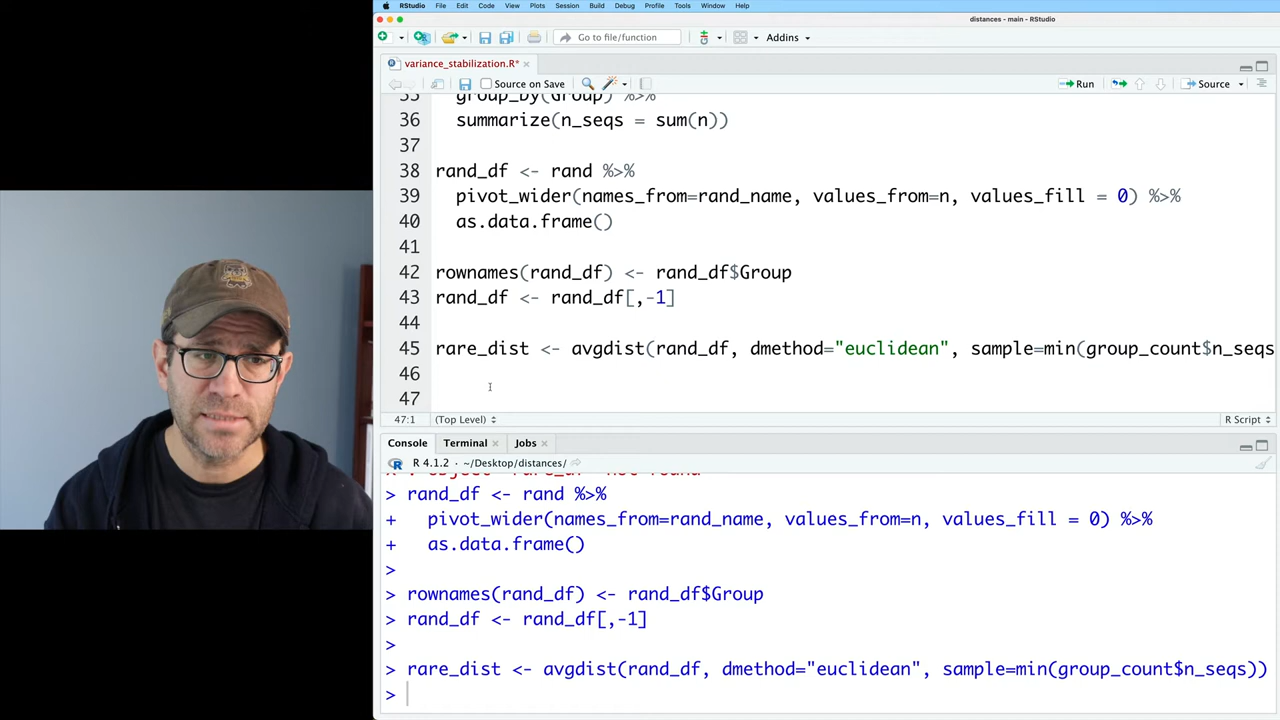 RStudio File Edit Code View Plots Session Build Debug Profile Tools Window Help
distances - main - RStudio
Go to file/function
Addins
variance_stabilization.R*
Source on Save
Run
Source
35 group_by(Group) %>%
36 summarize(n_seqs = sum(n))
37
38 rand_df <- rand %>%
39 pivot_wider(names_from=rand_name, values_from=n, values_fill = 0) %>%
40 as.data.frame()
41
42 rownames(rand_df) <- rand_df$Group
43 rand_df <- rand_df[,-1]
44
45 rare_dist <- avgdist(rand_df, dmethod="euclidean", sample=min(group_count$n_seqs
46
47
47:1 (Top Level) R Script
Console Terminal Jobs
R 4.1.2 · ~/Desktop/distances/
> rand_df <- rand %>%
+ pivot_wider(names_from=rand_name, values_from=n, values_fill = 0) %>%
+ as.data.frame()
>
> rownames(rand_df) <- rand_df$Group
> rand_df <- rand_df[,-1]
>
> rare_dist <- avgdist(rand_df, dmethod="euclidean", sample=min(group_count$n_seqs))
>